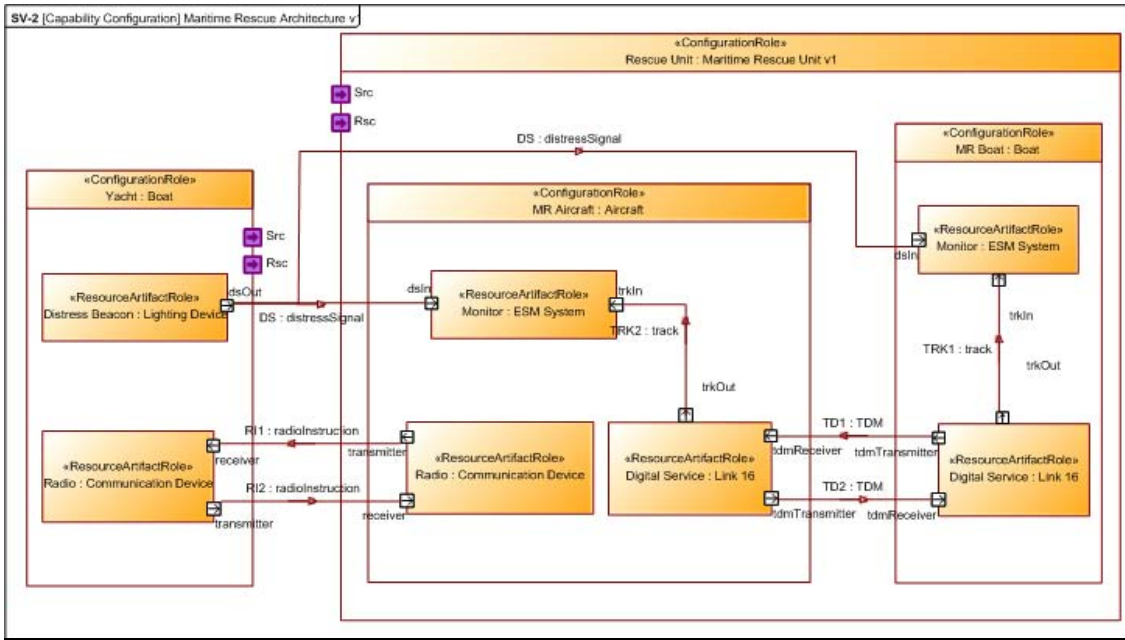 SV-2 [Capability Configuration] Maritime Rescue Architecture v
«ConfigurationRole»
Rescue Unit : Maritime Rescue Unit v1
Src
Rsc
DS : distressSignal
«ConfigurationRole»
MR Boat : Boat
«ConfigurationRole»
Yacht : Boat
«ConfigurationRole»
MR Aircraft : Aircraft
Src
Rsc
«ResourceArtifactRole»
Monitor : ESM System
dsIn
«ResourceArtifactRole»
Distress Beacon : Lighting Device
dsOut
DS : distressSignal
dsIn
«ResourceArtifactRole»
Monitor : ESM System
trkIn
TRK2 : track
trkOut
trkIn
TRK1 : track
trkOut
«ResourceArtifactRole»
Radio : Communication Device
receiver
transmitter
RI1 : radioInstruction
RI2 : radioInstruction
transmitter
receiver
«ResourceArtifactRole»
Radio : Communication Device
«ResourceArtifactRole»
Digital Service : Link 16
TD1 : TDM
tdmReceiver
tdmTransmitter
TD2 : TDM
tdmTransmitter
tdmReceiver
«ResourceArtifactRole»
Digital Service : Link 16